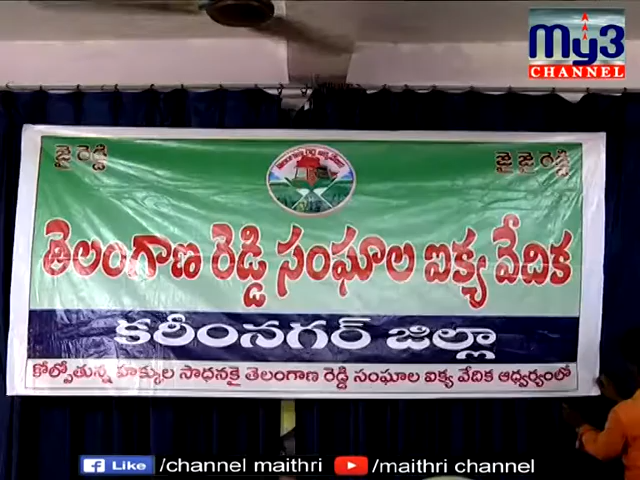 My3
CHANNEL
జై రెడ్డి
జై జై రెడ్డి
తెలంగాణ రెడ్డి సంఘాల ఐక్య వేదిక
కరీంనగర్ జిల్లా
కోల్పోతున్న హక్కుల సాధనకై తెలంగాణ రెడ్డి సంఘాల ఐక్య వేదిక ఆధ్వర్యంలో
f Like /channel maithri /maithri channel